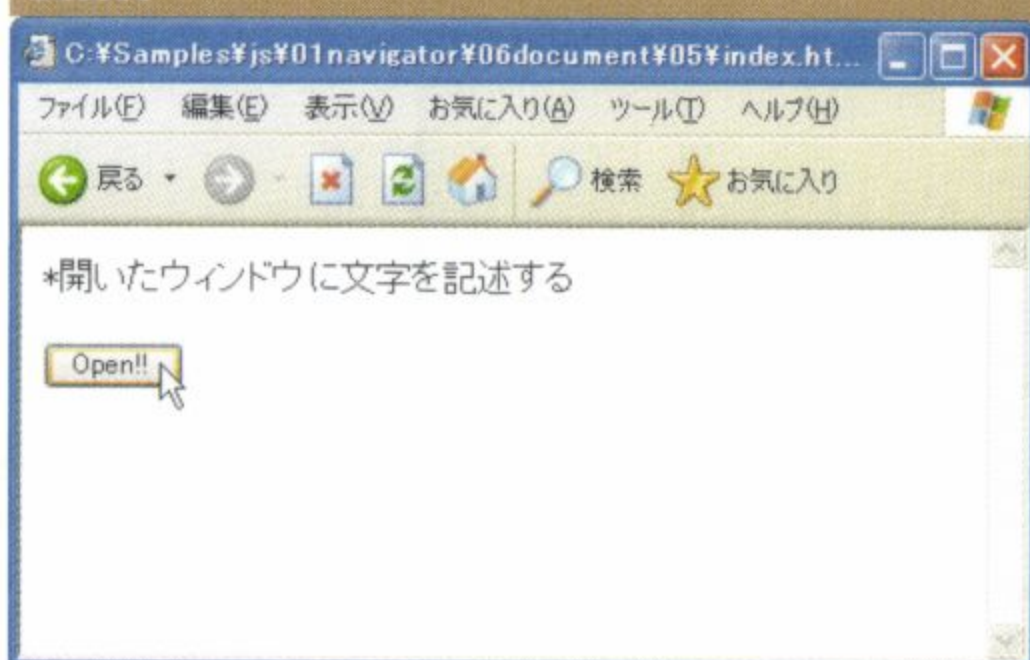 C:¥Samples¥js¥01navigator¥06document¥05¥index.ht...
ファイル(F) 編集(E) 表示(V) お気に入り(A) ツール(T) ヘルプ(H)
戻る 検索 お気に入り
*開いたウィンドウに文字を記述する
Open!!